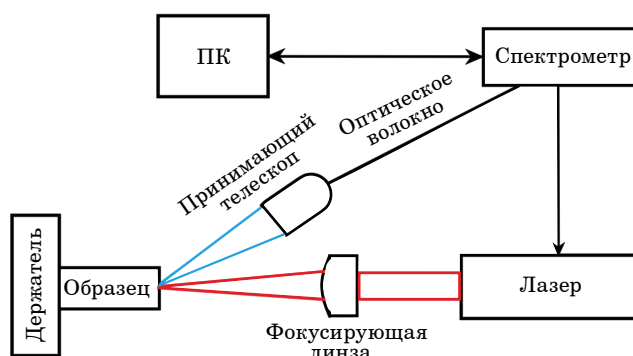 ПК
Спектрометр
Оптическое
волокно
Принимающий
телескоп
Держатель
Образец
Лазер
Фокусирующая
линза